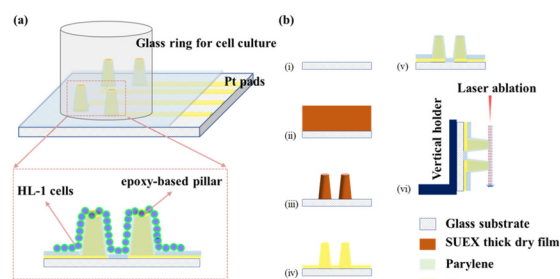 (a)
Glass ring for cell culture
Pt pads
HL-1 cells
epoxy-based pillar
(b)
(i)
(ii)
(iii)
(iv)
(v)
Laser ablation
Vertical holder
(vi)
Glass substrate
SUEX thick dry film
Parylene